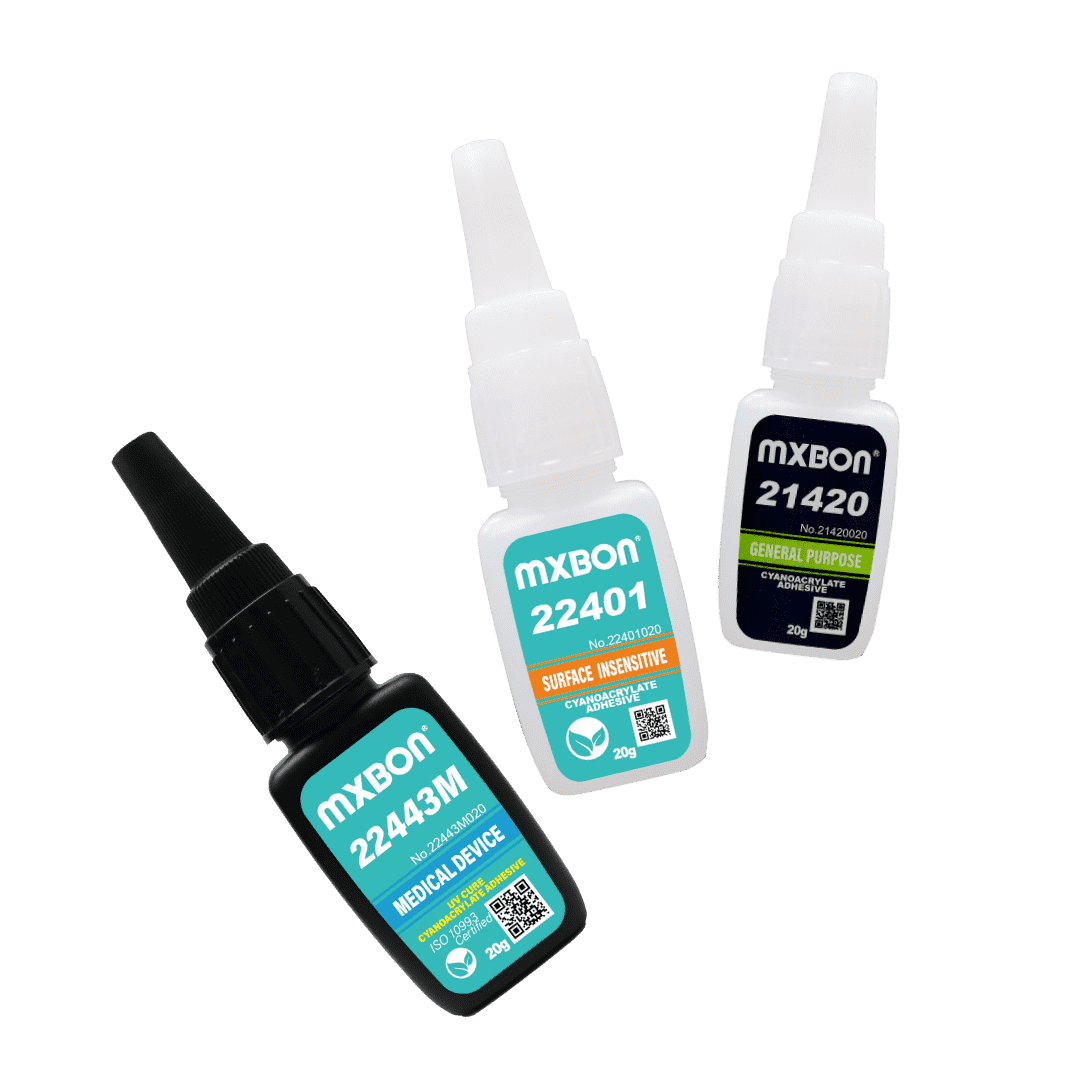 MXBON®
22443M
No.22443M020
MEDICAL DEVICE
UV CURE
CYANOACRYLATE ADHESIVE
ISO 10993
Certified
20g
MXBON®
22401
No.22401020
SURFACE INSENSITIVE
CYANOACRYLATE
ADHESIVE
20g
MXBON®
21420
No.21420020
GENERAL PURPOSE
CYANOACRYLATE
ADHESIVE
20g